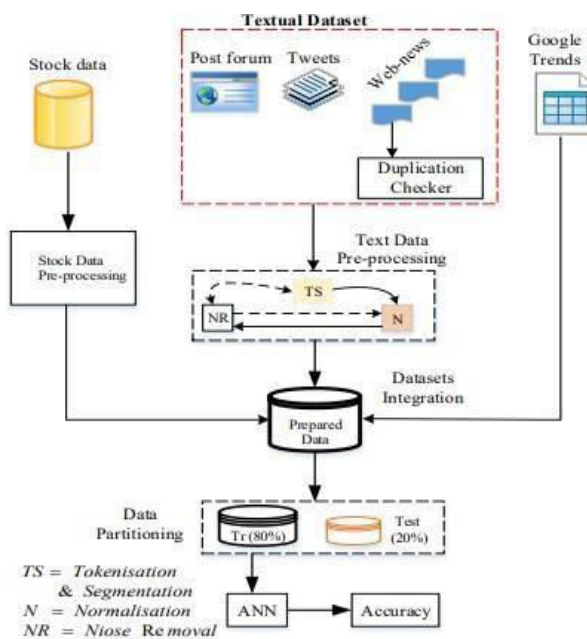 Textual Dataset
Stock data
Post forum
Tweets
Web-news
Google
Trends
Duplication
Checker
Stock Data
Pre-processing
Text Data
Pre-processing
TS
NR
N
Datasets
Integration
Prepared
Data
Data
Partitioning
Tr (80%)
Test
(20%)
TS = Tokenisation
& Segmentation
N = Normalisation
NR = Niose Removal
ANN
Accuracy